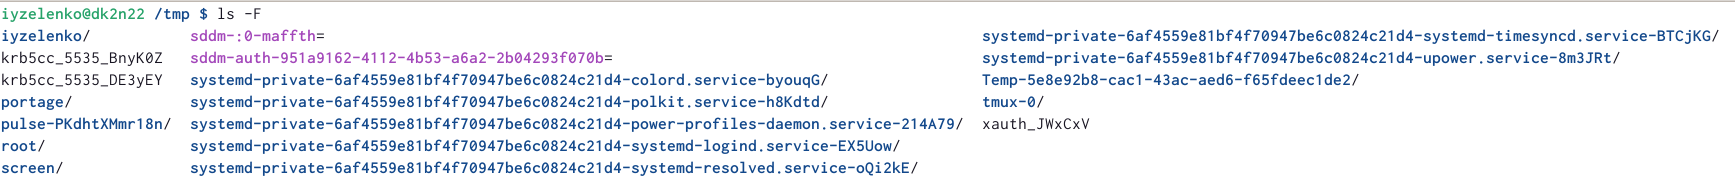 iyzelenko@dk2n22 /tmp $ ls -F
iyzelenko/ sddm-:0-maffth= systemd-private-6af4559e81bf4f70947be6c0824c21d4-systemd-timesyncd.service-BTCjKG/
krb5cc_5535_BnyK0Z sddm-auth-951a9162-4112-4b53-a6a2-2b04293f070b= systemd-private-6af4559e81bf4f70947be6c0824c21d4-upower.service-8m3JRt/
krb5cc_5535_DE3yEY systemd-private-6af4559e81bf4f70947be6c0824c21d4-colord.service-byouqG/ Temp-5e8e92b8-cac1-43ac-aed6-f65fdeec1de2/
portage/ systemd-private-6af4559e81bf4f70947be6c0824c21d4-polkit.service-h8Kdtd/ tmux-0/
pulse-PKdhtXMmr18n/ systemd-private-6af4559e81bf4f70947be6c0824c21d4-power-profiles-daemon.service-214A79/ xauth_JWxCxV
root/ systemd-private-6af4559e81bf4f70947be6c0824c21d4-systemd-logind.service-EX5Uow/
screen/ systemd-private-6af4559e81bf4f70947be6c0824c21d4-systemd-resolved.service-oQi2kE/